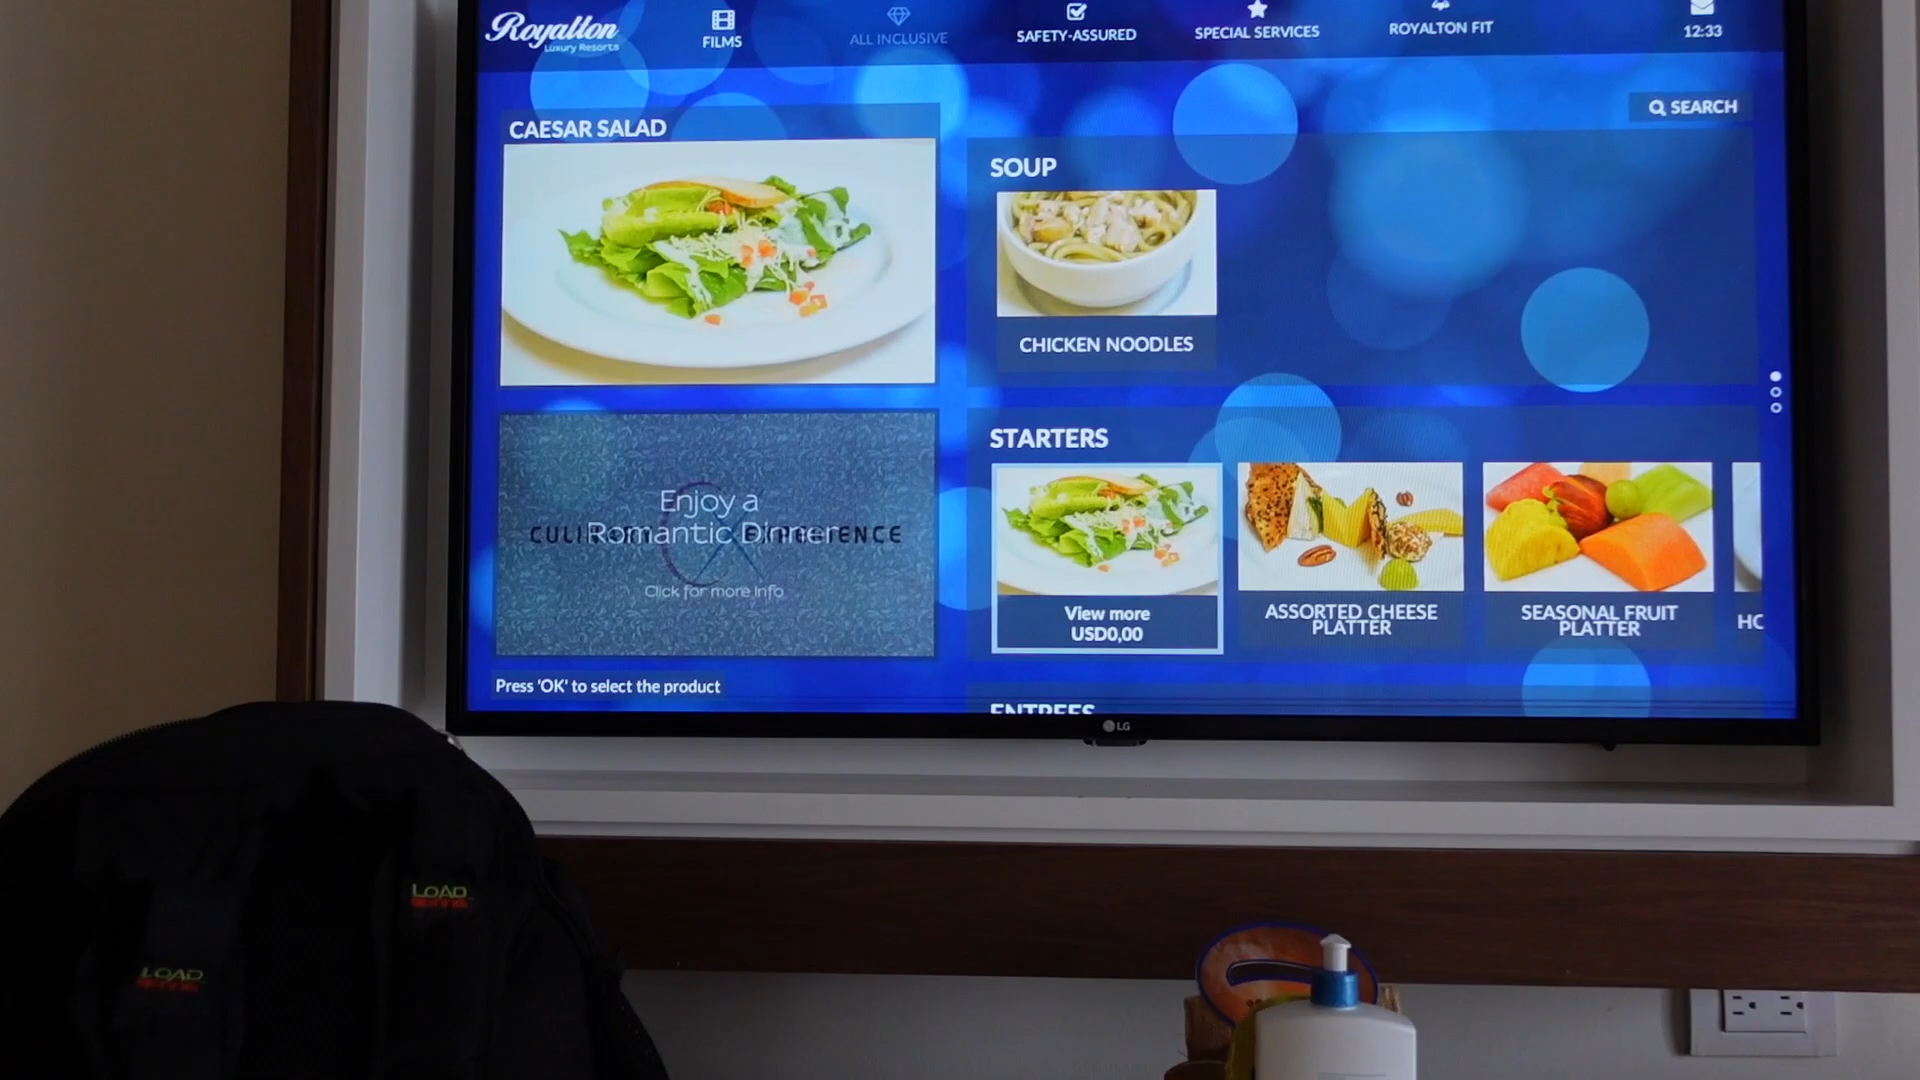 Royalton
Luxury Resorts
FILMS
ALL INCLUSIVE
SAFETY-ASSURED
SPECIAL SERVICES
ROYALTON FIT
12:33
SEARCH
CAESAR SALAD
SOUP
CHICKEN NOODLES
STARTERS
Enjoy a
Romantic Dinner
Click for more Info
View more
USD0,00
ASSORTED CHEESE
PLATTER
SEASONAL FRUIT
PLATTER
HO
Press 'OK' to select the product
ENTREES
LG
LOAD
LOAD